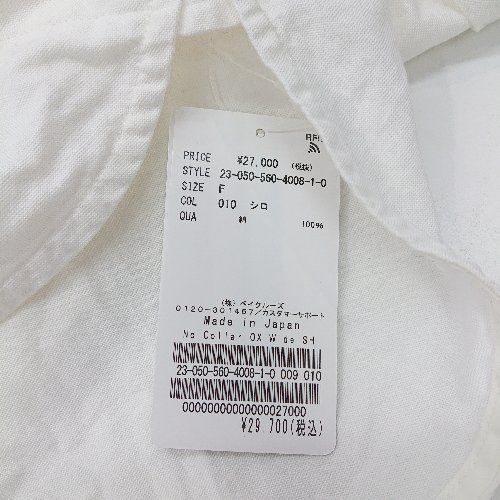 RFID
PRICE ¥27,000 (税抜)
STYLE 23-050-560-4008-1-0
SIZE F
COL 010 シロ
QUA 綿 100%
(株)ベイクルーズ
0120-301457/カスタマーサポート
Made in Japan
No Collar OX Wide SH
23-050-560-4008-1-0 009 010
00000000000000027000
¥29 700(税込)